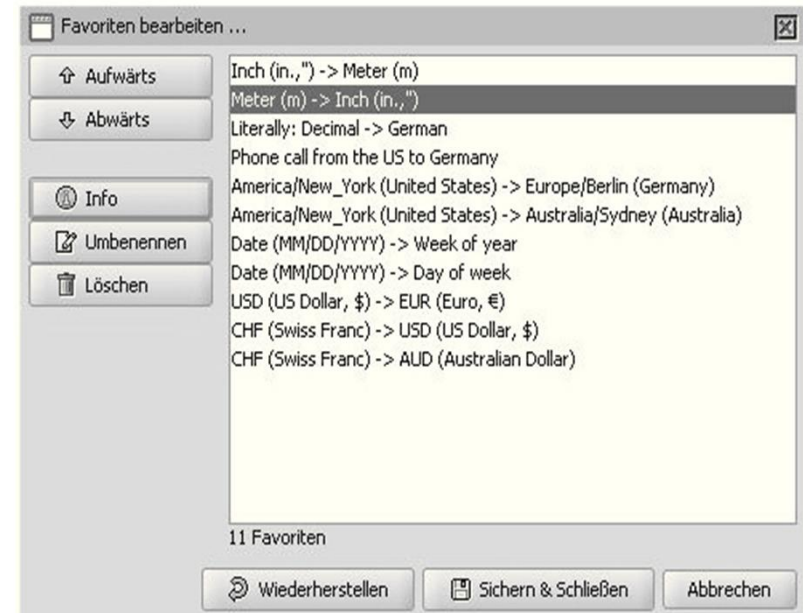 Favoriten bearbeiten ...
Aufwärts
Abwärts
Info
Umbenennen
Löschen
Inch (in.,") -> Meter (m)
Meter (m) -> Inch (in.,")
Literally: Decimal -> German
Phone call from the US to Germany
America/New_York (United States) -> Europe/Berlin (Germany)
America/New_York (United States) -> Australia/Sydney (Australia)
Date (MM/DD/YYYY) -> Week of year
Date (MM/DD/YYYY) -> Day of week
USD (US Dollar, $) -> EUR (Euro, €)
CHF (Swiss Franc) -> USD (US Dollar, $)
CHF (Swiss Franc) -> AUD (Australian Dollar)
11 Favoriten
Wiederherstellen
Sichern & Schließen
Abbrechen